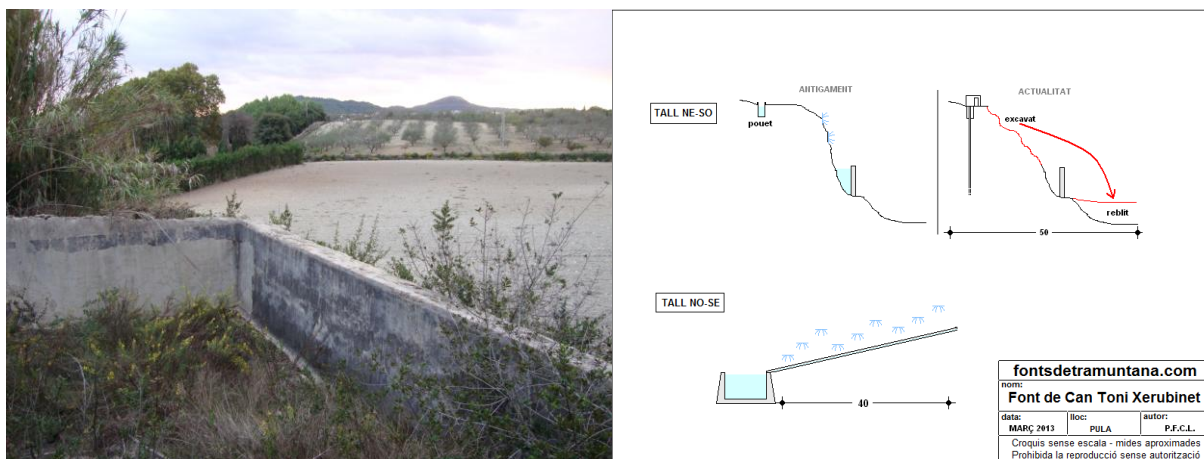 ANTIGAMENT
ACTUALITAT
TALL NE-SO
pouet
excavat
reblit
50
TALL NO-SE
40
fontsdetramuntana.com
nom:
Font de Can Toni Xerubinet
data: lloc: autor:
MARÇ 2013 PULA P.F.C.L.
Croquis sense escala - mides aproximades
Prohibida la reproducció sense autorització